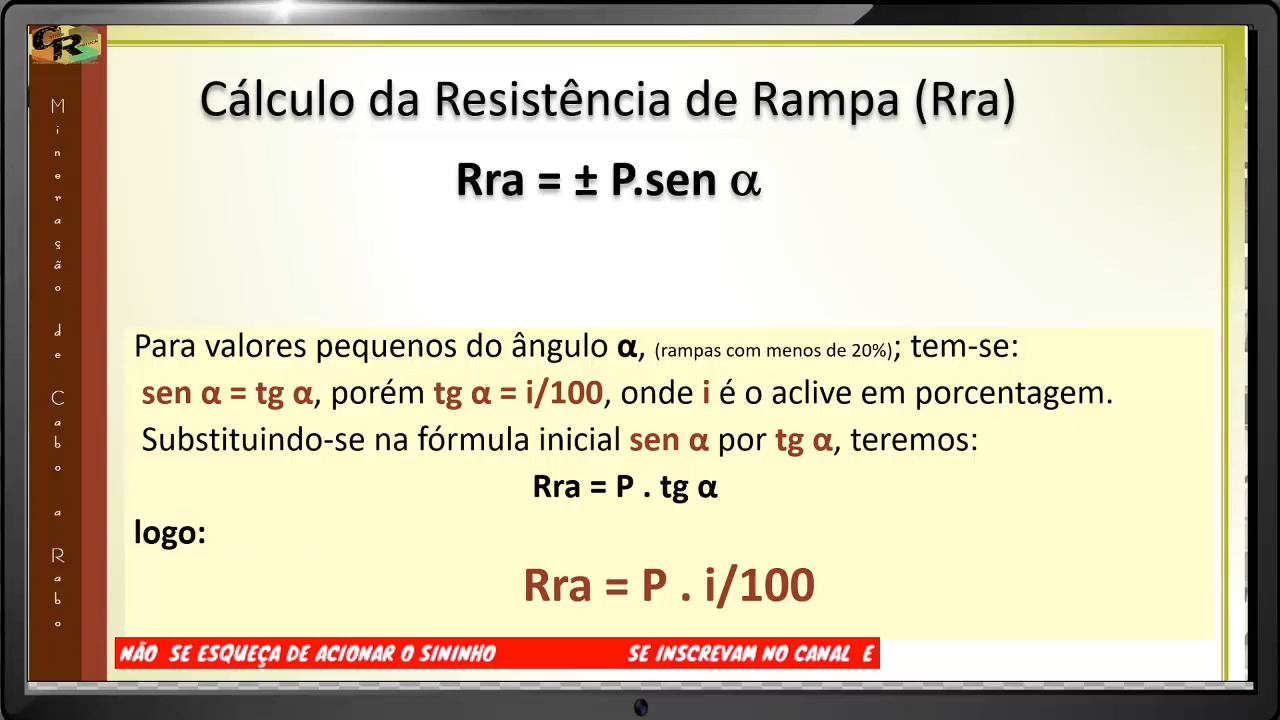 CR
Mineração de Cabo a Rabo
Cálculo da Resistência de Rampa (Rra)
Rra = ± P.sen α
Para valores pequenos do ângulo α, (rampas com menos de 20%); tem-se:
sen α = tg α, porém tg α = i/100, onde i é o aclive em porcentagem.
Substituindo-se na fórmula inicial sen α por tg α, teremos:
Rra = P . tg α
logo:
Rra = P . i/100
NÃO SE ESQUEÇA DE ACIONAR O SININHO SE INSCREVAM NO CANAL E